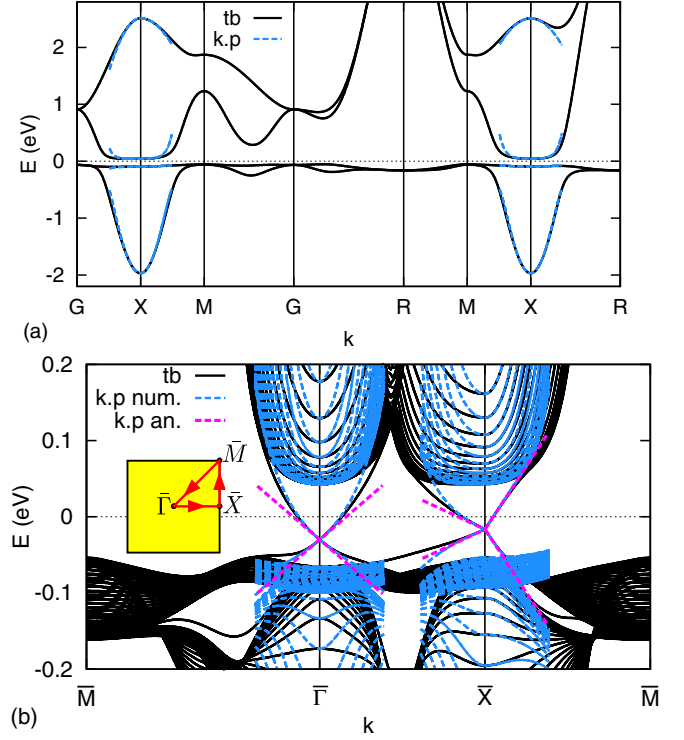 tb
k.p
2
1
0
-1
-2
E (eV)
G X M G R M X R
(a)
k
tb
k.p num.
k.p an.
0.2
0.1
0
-0.1
-0.2
E (eV)
M̄
Γ̄ X̄
M̄ Γ̄ X̄ M̄
(b)
k